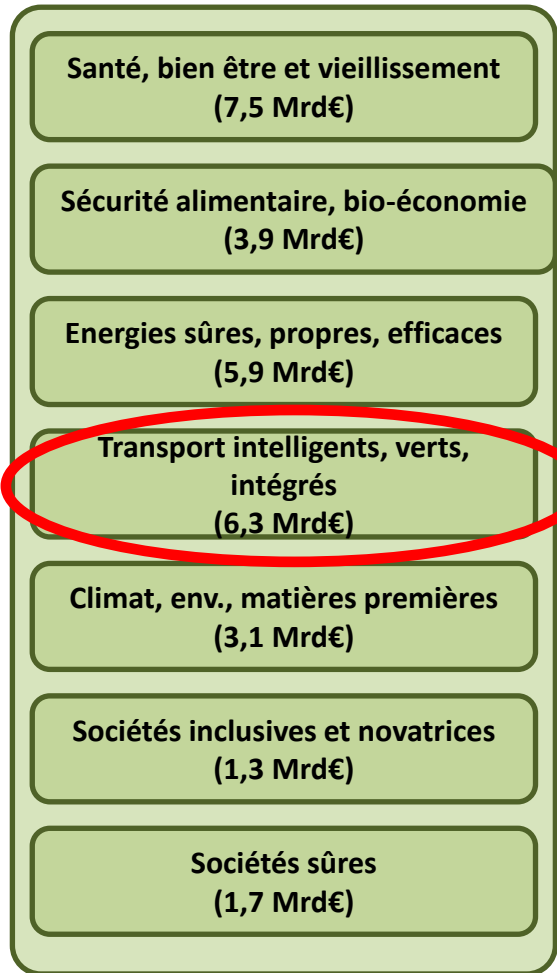 Santé, bien être et vieillissement
(7,5 Mrd€)
Sécurité alimentaire, bio-économie
(3,9 Mrd€)
Energies sûres, propres, efficaces
(5,9 Mrd€)
Transport intelligents, verts,
intégrés
(6,3 Mrd€)
Climat, env., matières premières
(3,1 Mrd€)
Sociétés inclusives et novatrices
(1,3 Mrd€)
Sociétés sûres
(1,7 Mrd€)